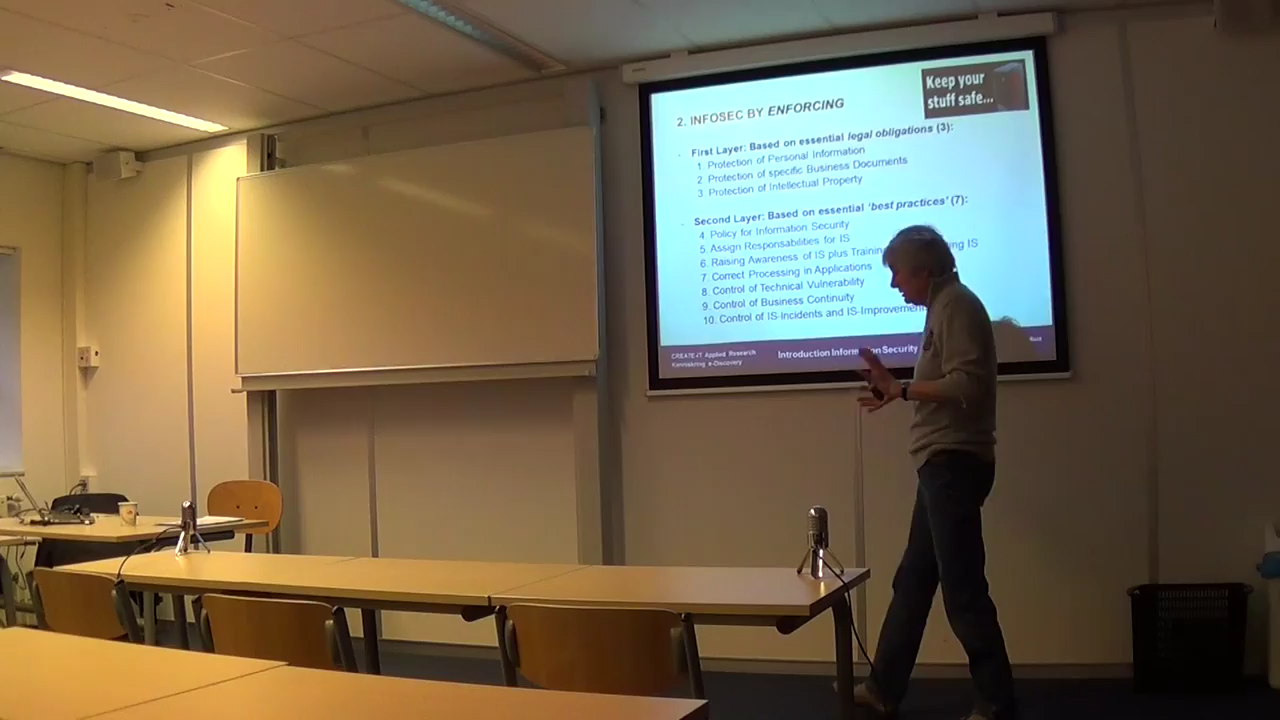 Keep your
stuff safe...
2. INFOSEC BY ENFORCING
First Layer: Based on essential legal obligations (3):
1 Protection of Personal Information
2 Protection of specific Business Documents
3 Protection of Intellectual Property
Second Layer: Based on essential 'best practices' (7):
4. Policy for Information Security
5. Assign Responsabilities for IS
6. Raising Awareness of IS plus Training IS
7. Correct Processing in Applications
8. Control of Technical Vulnerability
9. Control of Business Continuity
10. Control of IS-Incidents and IS-Improvemen
CREATE-IT Applied Research
Kenniskring e-Discovery
Introduction Information Security